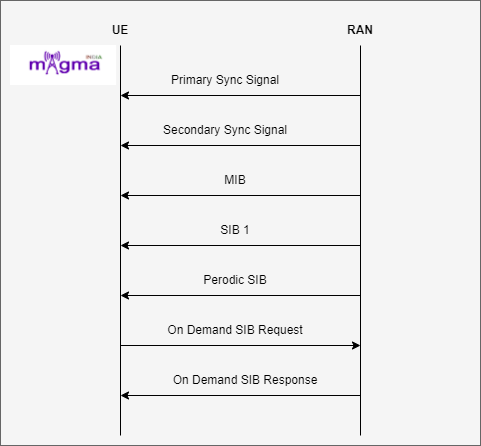 UE
RAN
INDIA
magma
Primary Sync Signal
Secondary Sync Signal
MIB
SIB 1
Perodic SIB
On Demand SIB Request
On Demand SIB Response